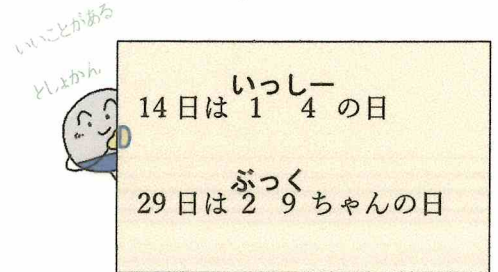 いいことがある
としょかん
いっしー
14日は 1 4 の日
ぶっく
29日は 2 9 ちゃんの日